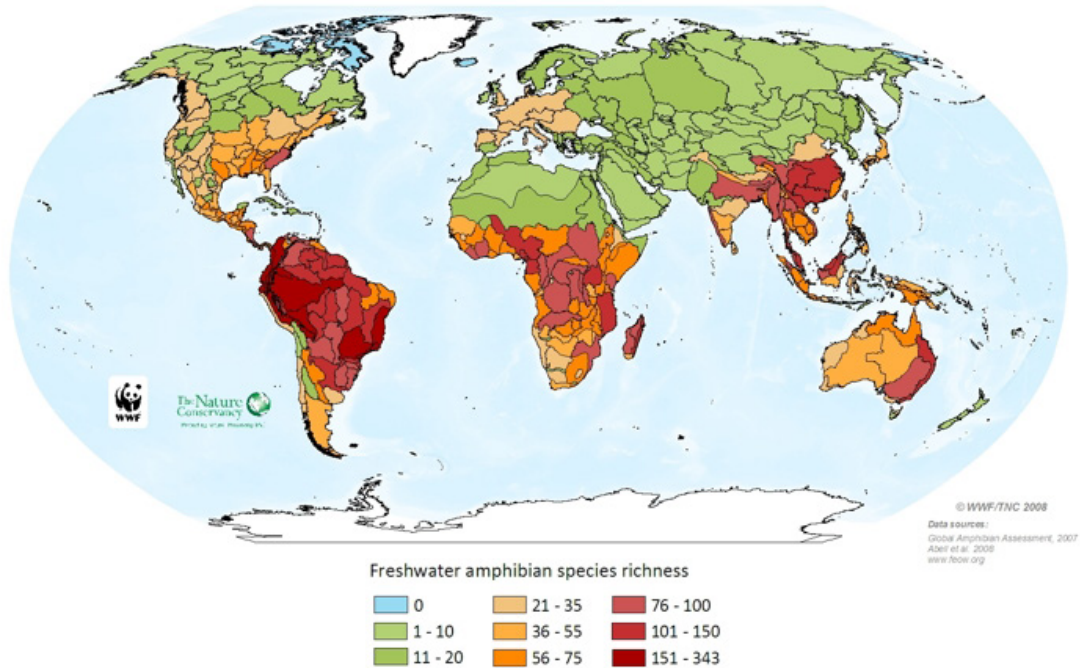 WWF
The Nature
Conservancy
© WWF/TNC 2008
Data sources:
Global Amphibian Assessment, 2007
Abell et al. 2008
www.feow.org
Freshwater amphibian species richness
0
21 - 35
76 - 100
1 - 10
36 - 55
101 - 150
11 - 20
56 - 75
151 - 343